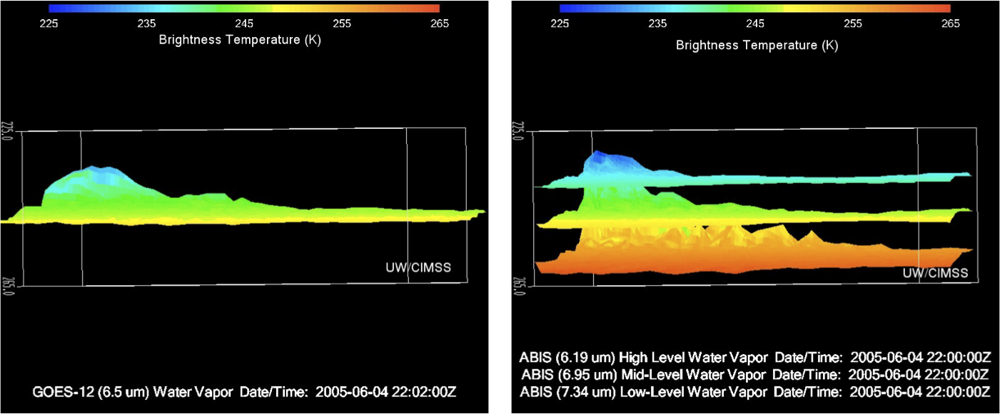 225 235 245 255 265
Brightness Temperature (K)
225.0
265.0
UW/CIMSS
GOES-12 (6.5 um) Water Vapor Date/Time: 2005-06-04 22:02:00Z
225 235 245 255 265
Brightness Temperature (K)
225.0
265.0
UW/CIMSS
ABIS (6.19 um) High Level Water Vapor Date/Time: 2005-06-04 22:00:00Z
ABIS (6.95 um) Mid-Level Water Vapor Date/Time: 2005-06-04 22:00:00Z
ABIS (7.34 um) Low-Level Water Vapor Date/Time: 2005-06-04 22:00:00Z